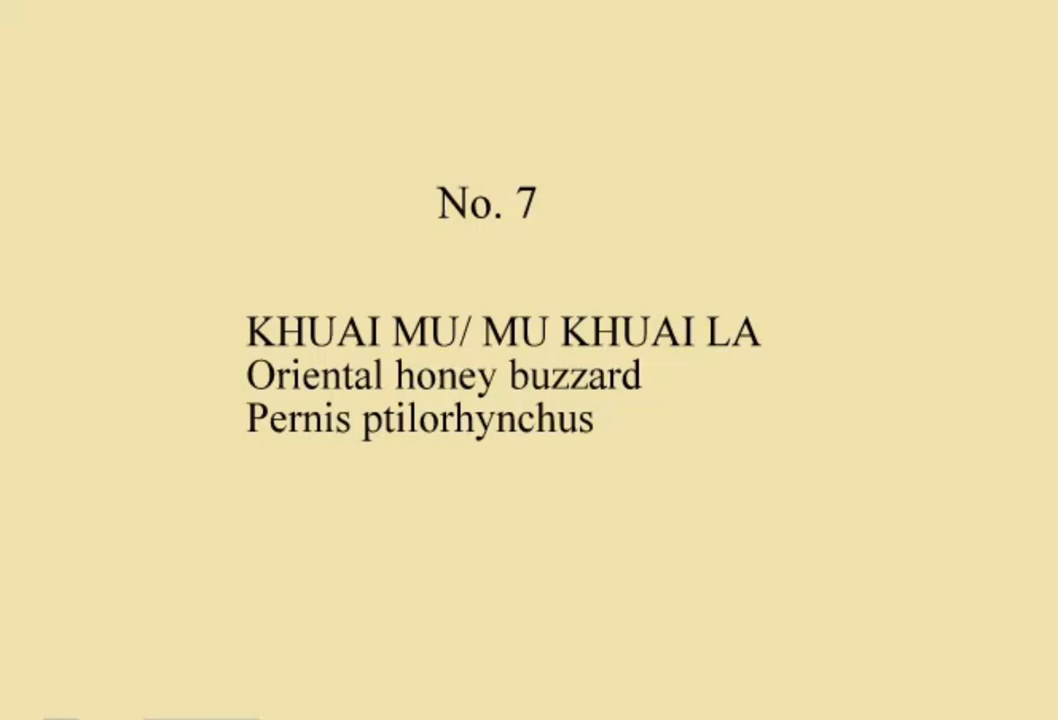 No. 7
KHUAI MU/ MU KHUAI LA
Oriental honey buzzard
Pernis ptilorhynchus